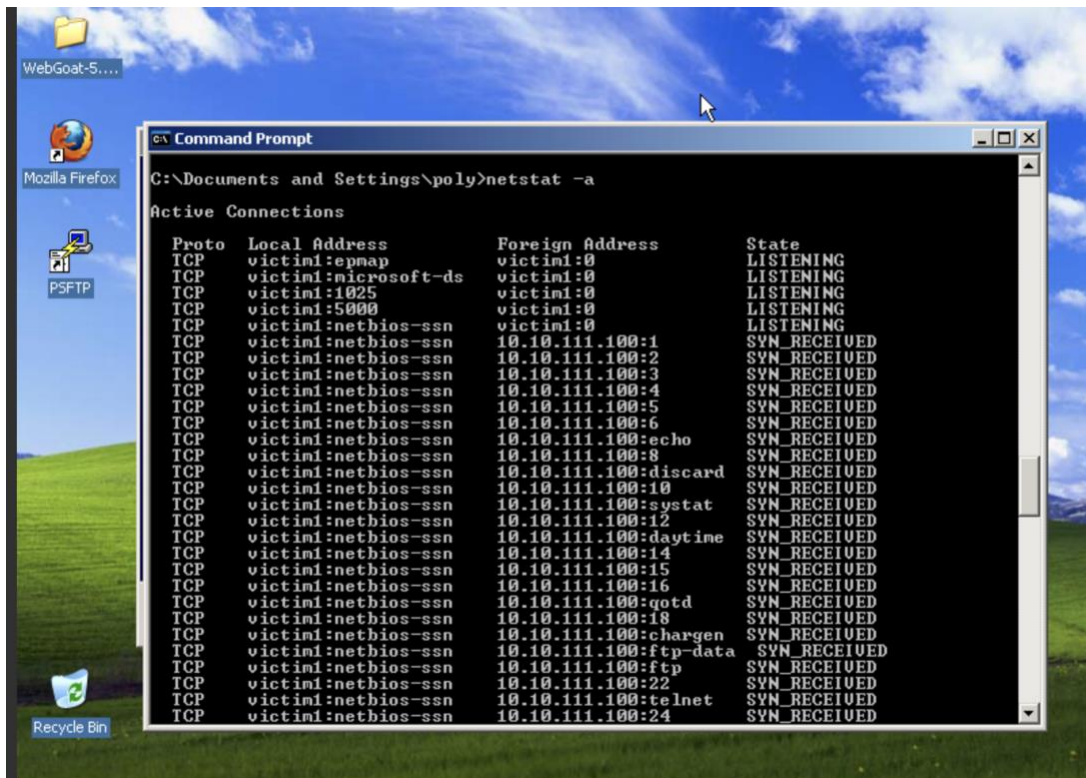 WebGoat-5....
Mozilla Firefox
PSFTP
Recycle Bin
Command Prompt
C:\Documents and Settings\poly>netstat -a
Active Connections
Proto Local Address Foreign Address State
TCP victim1:epmap victim1:0 LISTENING
TCP victim1:microsoft-ds victim1:0 LISTENING
TCP victim1:1025 victim1:0 LISTENING
TCP victim1:5000 victim1:0 LISTENING
TCP victim1:netbios-ssn victim1:0 LISTENING
TCP victim1:netbios-ssn 10.10.111.100:1 SYN_RECEIVED
TCP victim1:netbios-ssn 10.10.111.100:2 SYN_RECEIVED
TCP victim1:netbios-ssn 10.10.111.100:3 SYN_RECEIVED
TCP victim1:netbios-ssn 10.10.111.100:4 SYN_RECEIVED
TCP victim1:netbios-ssn 10.10.111.100:5 SYN_RECEIVED
TCP victim1:netbios-ssn 10.10.111.100:6 SYN_RECEIVED
TCP victim1:netbios-ssn 10.10.111.100:echo SYN_RECEIVED
TCP victim1:netbios-ssn 10.10.111.100:8 SYN_RECEIVED
TCP victim1:netbios-ssn 10.10.111.100:discard SYN_RECEIVED
TCP victim1:netbios-ssn 10.10.111.100:10 SYN_RECEIVED
TCP victim1:netbios-ssn 10.10.111.100:systat SYN_RECEIVED
TCP victim1:netbios-ssn 10.10.111.100:12 SYN_RECEIVED
TCP victim1:netbios-ssn 10.10.111.100:daytime SYN_RECEIVED
TCP victim1:netbios-ssn 10.10.111.100:14 SYN_RECEIVED
TCP victim1:netbios-ssn 10.10.111.100:15 SYN_RECEIVED
TCP victim1:netbios-ssn 10.10.111.100:16 SYN_RECEIVED
TCP victim1:netbios-ssn 10.10.111.100:qotd SYN_RECEIVED
TCP victim1:netbios-ssn 10.10.111.100:18 SYN_RECEIVED
TCP victim1:netbios-ssn 10.10.111.100:chargen SYN_RECEIVED
TCP victim1:netbios-ssn 10.10.111.100:ftp-data SYN_RECEIVED
TCP victim1:netbios-ssn 10.10.111.100:ftp SYN_RECEIVED
TCP victim1:netbios-ssn 10.10.111.100:22 SYN_RECEIVED
TCP victim1:netbios-ssn 10.10.111.100:telnet SYN_RECEIVED
TCP victim1:netbios-ssn 10.10.111.100:24 SYN_RECEIVED